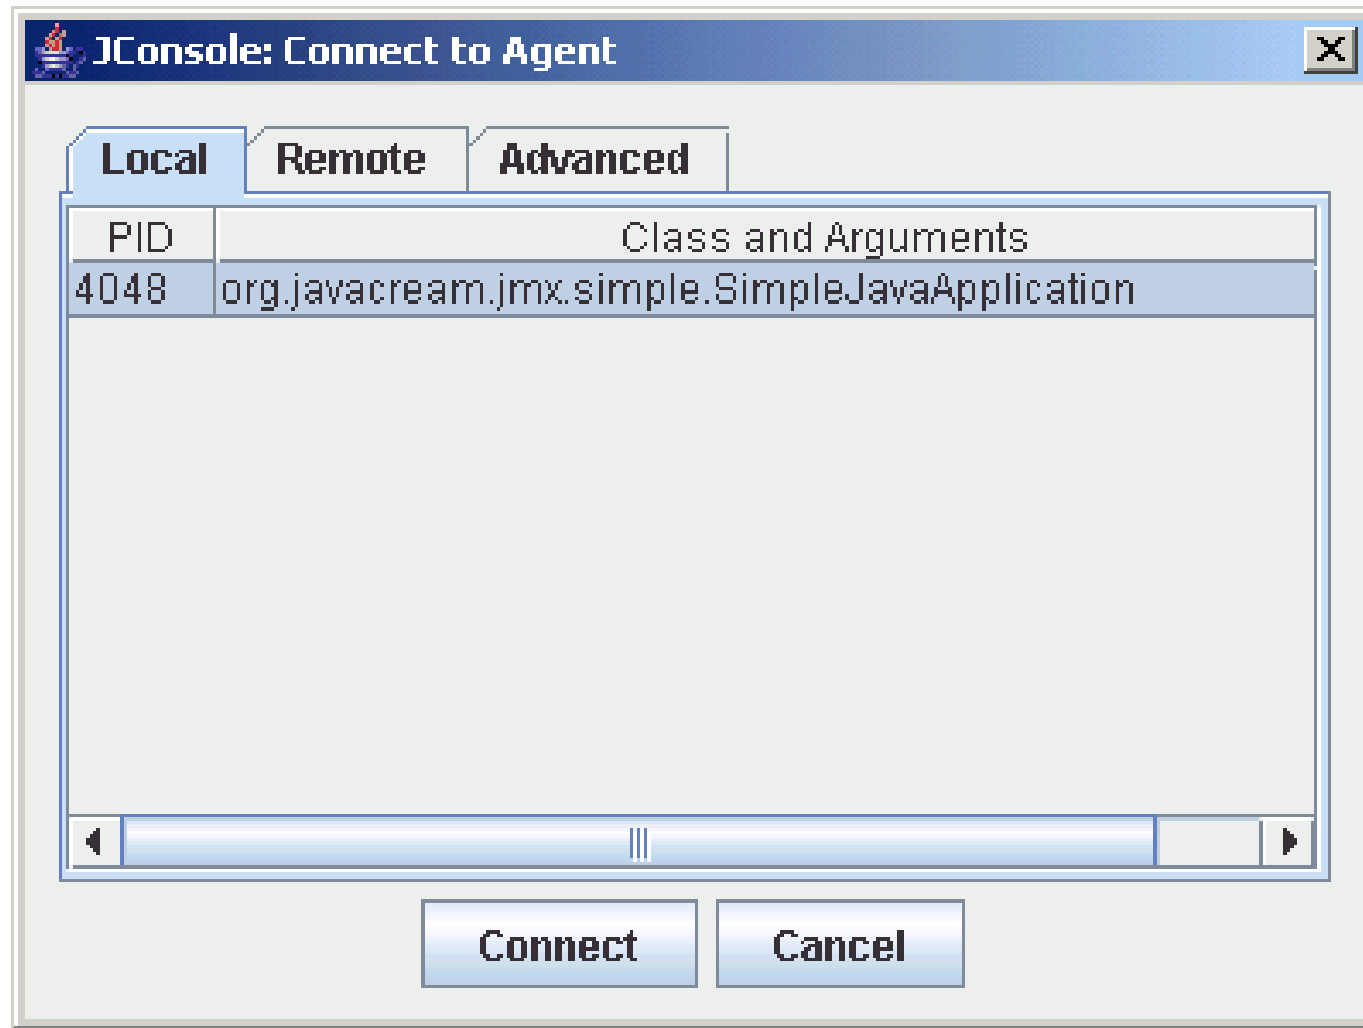 JConsole: Connect to Agent
Local Remote Advanced
PID Class and Arguments
4048 org.javacream.jmx.simple.SimpleJavaApplication
Connect Cancel